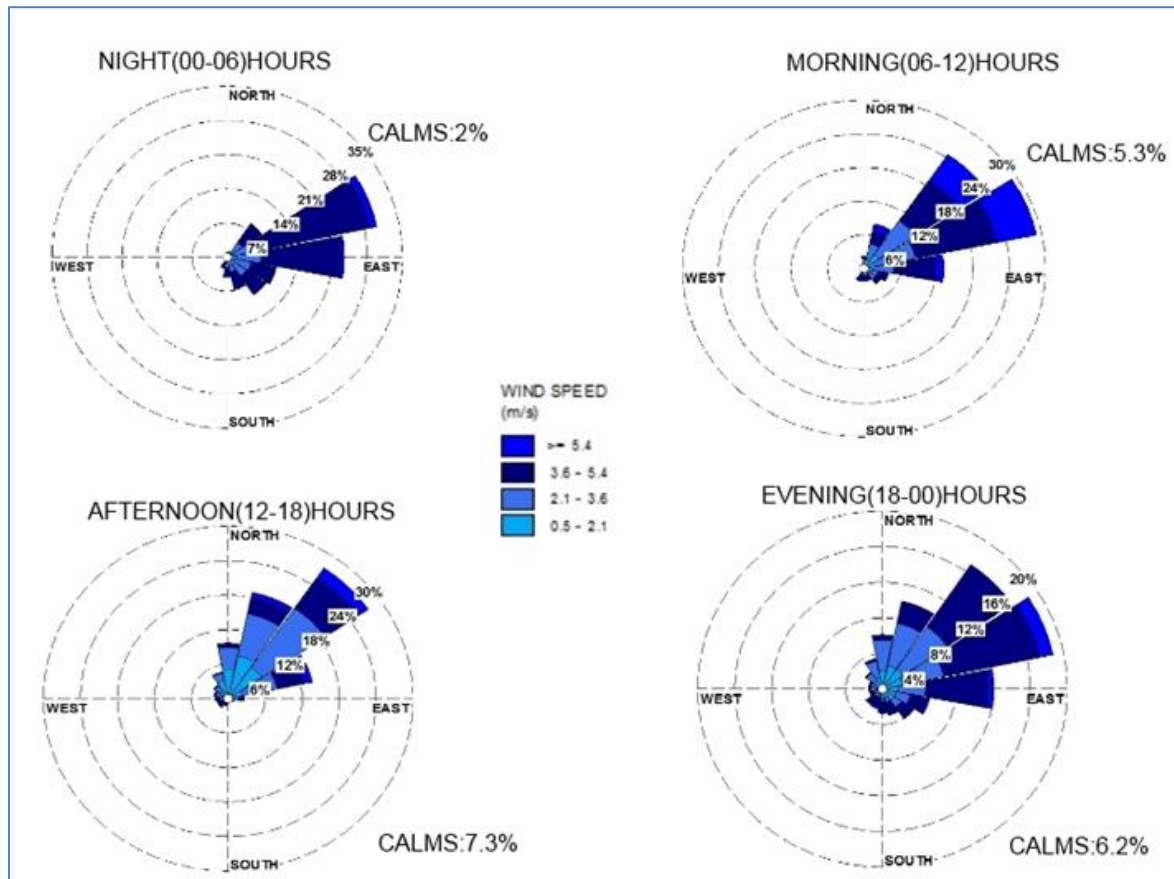 NIGHT(00-06)HOURS
NORTH
CALMS:2%
35%
28%
21%
14%
7%
WEST
EAST
SOUTH
MORNING(06-12)HOURS
NORTH
CALMS:5.3%
30%
24%
18%
12%
6%
WEST
EAST
SOUTH
WIND SPEED
(m/s)
>= 5.4
3.6 - 5.4
2.1 - 3.6
0.5 - 2.1
AFTERNOON(12-18)HOURS
NORTH
30%
24%
18%
12%
6%
WEST
EAST
CALMS:7.3%
SOUTH
EVENING(18-00)HOURS
NORTH
20%
16%
12%
8%
4%
WEST
EAST
CALMS:6.2%
SOUTH